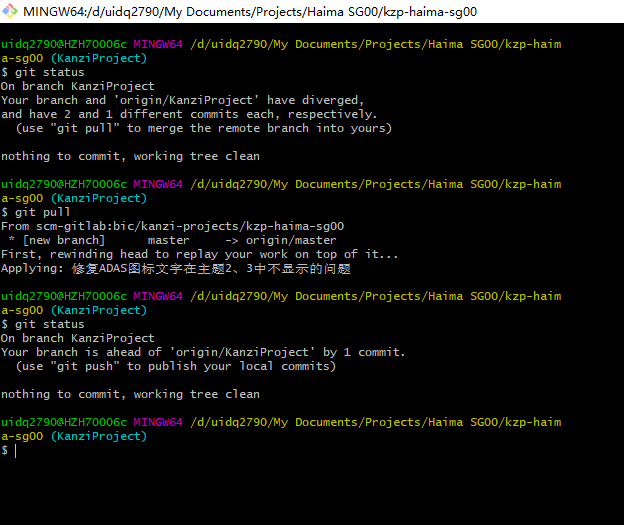 MINGW64:/d/uidq2790/My Documents/Projects/Haima SG00/kzp-haima-sg00
uidq2790@HZH70006c MINGW64 /d/uidq2790/My Documents/Projects/Haima SG00/kzp-haim
a-sg00 (KanziProject)
$ git status
On branch KanziProject
Your branch and 'origin/KanziProject' have diverged,
and have 2 and 1 different commits each, respectively.
  (use "git pull" to merge the remote branch into yours)
nothing to commit, working tree clean
uidq2790@HZH70006c MINGW64 /d/uidq2790/My Documents/Projects/Haima SG00/kzp-haim
a-sg00 (KanziProject)
$ git pull
From scm-gitlab:bic/kanzi-projects/kzp-haima-sg00
 * [new branch]      master     -> origin/master
First, rewinding head to replay your work on top of it...
Applying: 修复ADAS图标文字在主题2、3中不显示的问题
uidq2790@HZH70006c MINGW64 /d/uidq2790/My Documents/Projects/Haima SG00/kzp-haim
a-sg00 (KanziProject)
$ git status
On branch KanziProject
Your branch is ahead of 'origin/KanziProject' by 1 commit.
  (use "git push" to publish your local commits)
nothing to commit, working tree clean
uidq2790@HZH70006c MINGW64 /d/uidq2790/My Documents/Projects/Haima SG00/kzp-haim
a-sg00 (KanziProject)
$